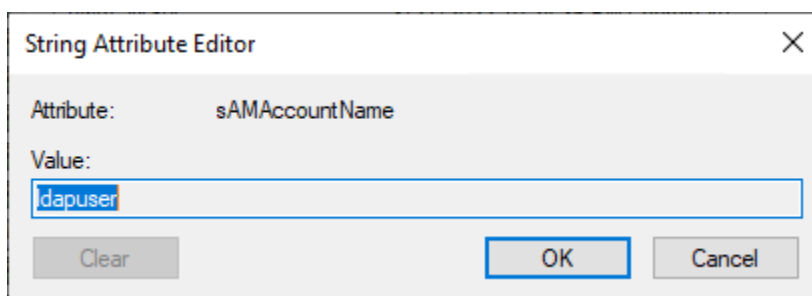 String Attribute Editor
Attribute: sAMAccountName
Value:
ldapuser
Clear OK Cancel